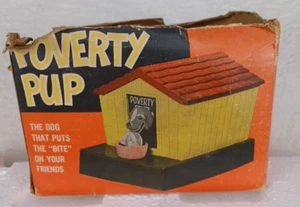 POVERTY
PUP
THE DOG
THAT PUTS
THE "BITE"
ON YOUR
FRIENDS
POVERTY